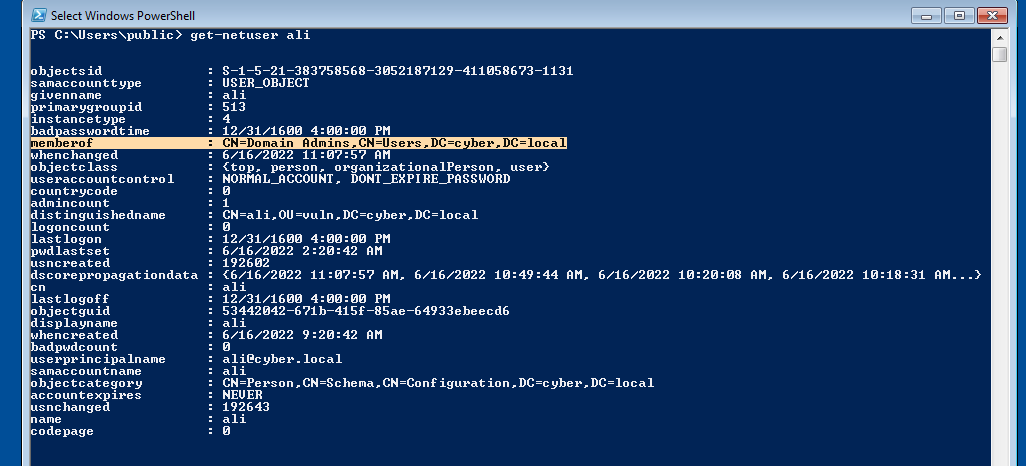 Select Windows PowerShell
PS C:\Users\public> get-netuser ali
objectsid : S-1-5-21-383758568-3052187129-411058673-1131
samaccounttype : USER_OBJECT
givenname : ali
primarygroupid : 513
instancetype : 4
badpasswordtime : 12/31/1600 4:00:00 PM
memberof : CN=Domain Admins,CN=Users,DC=cyber,DC=local
whenchanged : 6/16/2022 11:07:57 AM
objectclass : {top, person, organizationalPerson, user}
useraccountcontrol : NORMAL_ACCOUNT, DONT_EXPIRE_PASSWORD
countrycode : 0
admincount : 1
distinguishedname : CN=ali,OU=vuln,DC=cyber,DC=local
logoncount : 0
lastlogon : 12/31/1600 4:00:00 PM
pwdlastset : 6/16/2022 2:20:42 AM
usncreated : 192602
dscorepropagationdata : {6/16/2022 11:07:57 AM, 6/16/2022 10:49:44 AM, 6/16/2022 10:20:08 AM, 6/16/2022 10:18:31 AM...}
cn : ali
lastlogoff : 12/31/1600 4:00:00 PM
objectguid : 53442042-671b-415f-85ae-64933ebeecd6
displayname : ali
whencreated : 6/16/2022 9:20:42 AM
badpwdcount : 0
userprincipalname : ali@cyber.local
samaccountname : ali
objectcategory : CN=Person,CN=Schema,CN=Configuration,DC=cyber,DC=local
accountexpires : NEVER
usnchanged : 192643
name : ali
codepage : 0